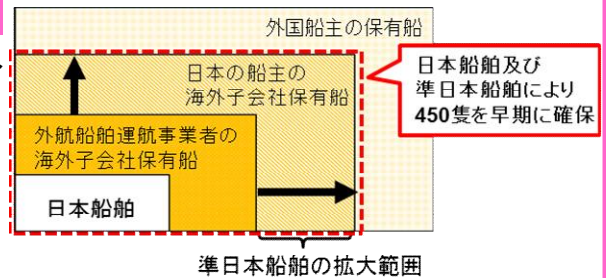 外国船主の保有船
日本の船主の
海外子会社保有船
外航船舶運航事業者の
海外子会社保有船
日本船舶
日本船舶及び
準日本船舶により
450隻を早期に確保
準日本船舶の拡大範囲